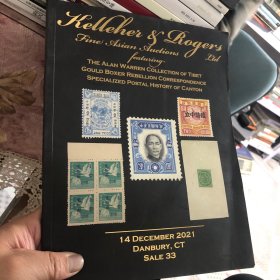 Kelleher & Rogers
Fine Asian Auctions Ltd
featuring
The Alan Warren Collection of Tibet
Gould Boxer Rebellion Correspondence
Specialized Postal History of Canton
14 December 2021
Danbury, CT
Sale 33